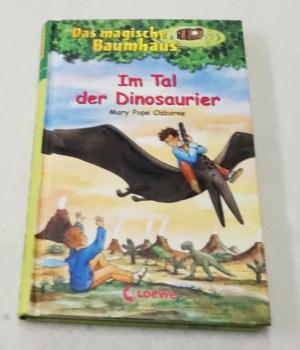 Das magische
Baumhaus
Im Tal
der Dinosaurier
Mary Pope Osborne
Loewe